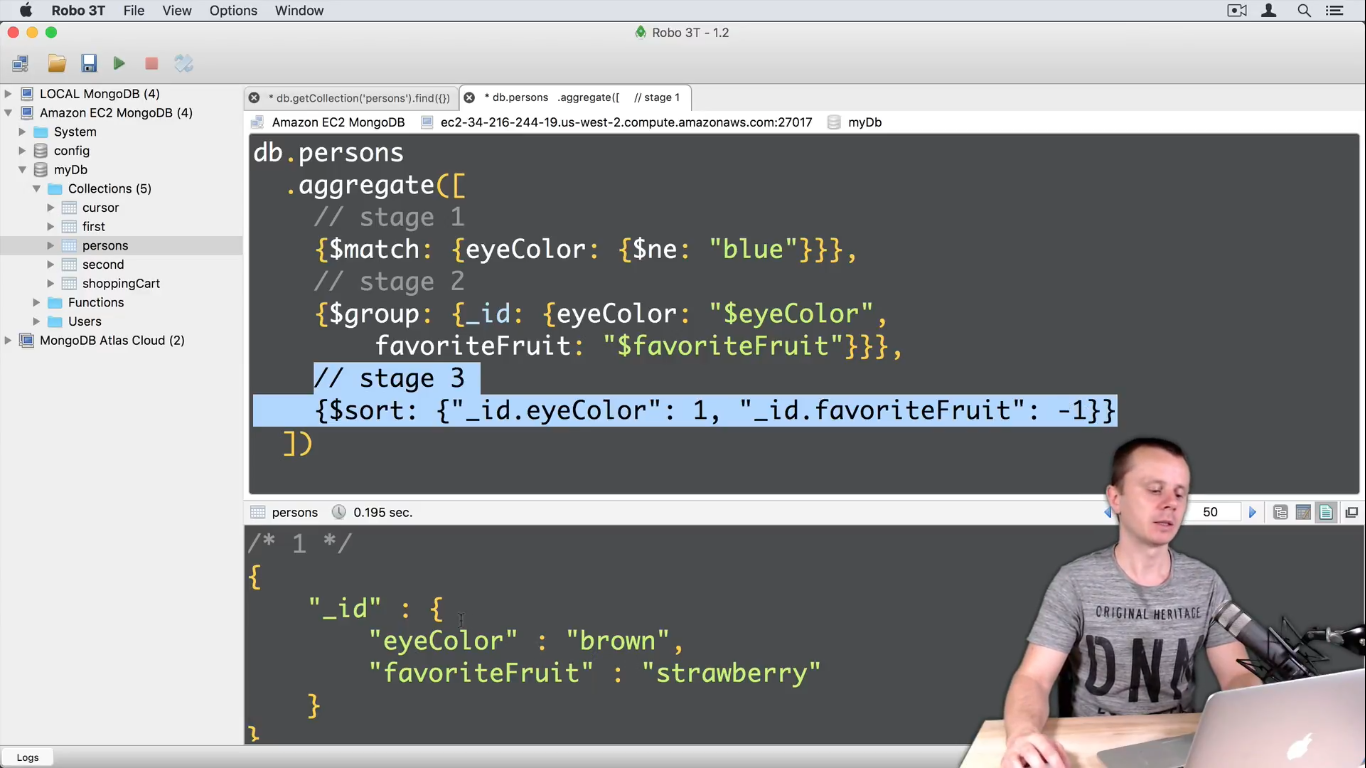 Robo 3T File View Options Window
Robo 3T - 1.2
LOCAL MongoDB (4)
Amazon EC2 MongoDB (4)
System
config
myDb
Collections (5)
cursor
first
persons
second
shoppingCart
Functions
Users
MongoDB Atlas Cloud (2)
* db.getCollection('persons').find({}) * db.persons .aggregate([ // stage 1
Amazon EC2 MongoDB ec2-34-216-244-19.us-west-2.compute.amazonaws.com:27017 myDb
db.persons
.aggregate([
// stage 1
{$match: {eyeColor: {$ne: "blue"}}},
// stage 2
{$group: {_id: {eyeColor: "$eyeColor",
favoriteFruit: "$favoriteFruit"}}},
// stage 3
{$sort: {"_id.eyeColor": 1, "_id.favoriteFruit": -1}}
])
persons 0.195 sec. 50
/* 1 */
{
"_id" : {
"eyeColor" : "brown",
"favoriteFruit" : "strawberry"
}
}
ORIGINAL HERITAGE
DNM
Logs